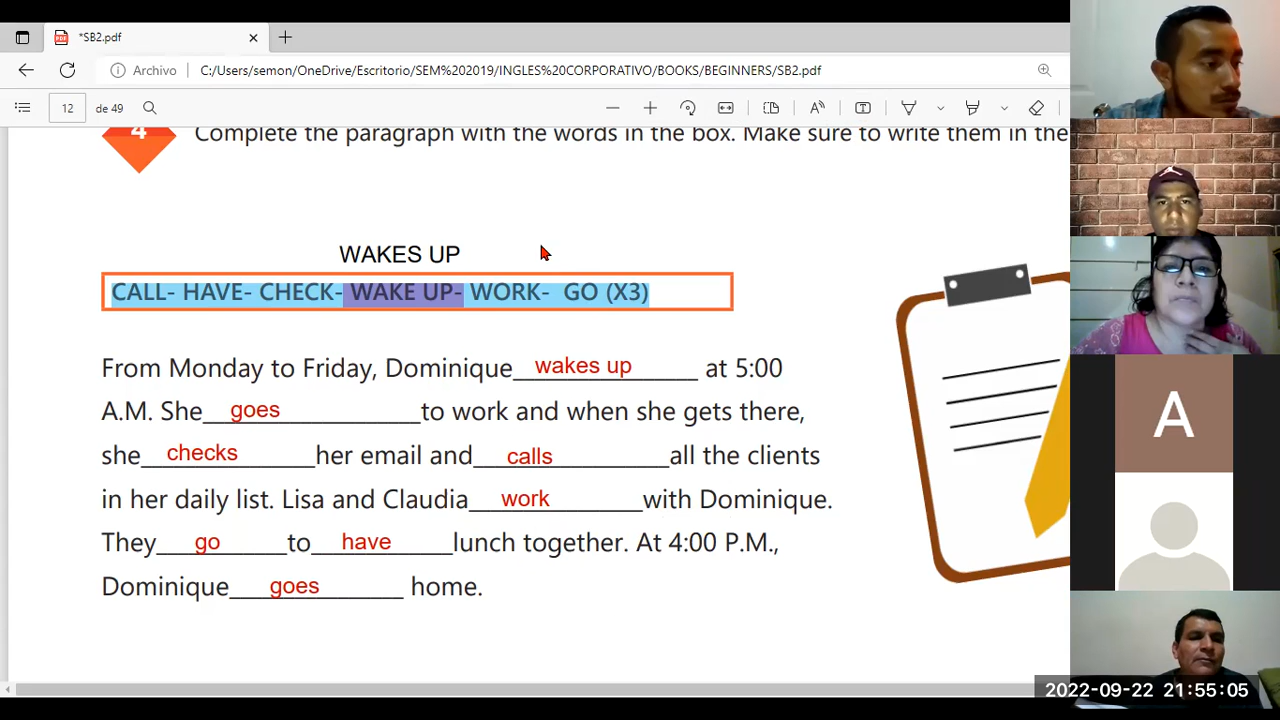 *SB2.pdf
Archivo C:/Users/semon/OneDrive/Escritorio/SEM%202019/INGLES%20CORPORATIVO/BOOKS/BEGINNERS/SB2.pdf
12 de 49
4 Complete the paragraph with the words in the box. Make sure to write them in the
WAKES UP
CALL- HAVE- CHECK- WAKE UP- WORK- GO (X3)
From Monday to Friday, Dominique wakes up at 5:00
A.M. She goes to work and when she gets there,
she checks her email and calls all the clients
in her daily list. Lisa and Claudia work with Dominique.
They go to have lunch together. At 4:00 P.M.,
Dominique goes home.
A
2022-09-22 21:55:05